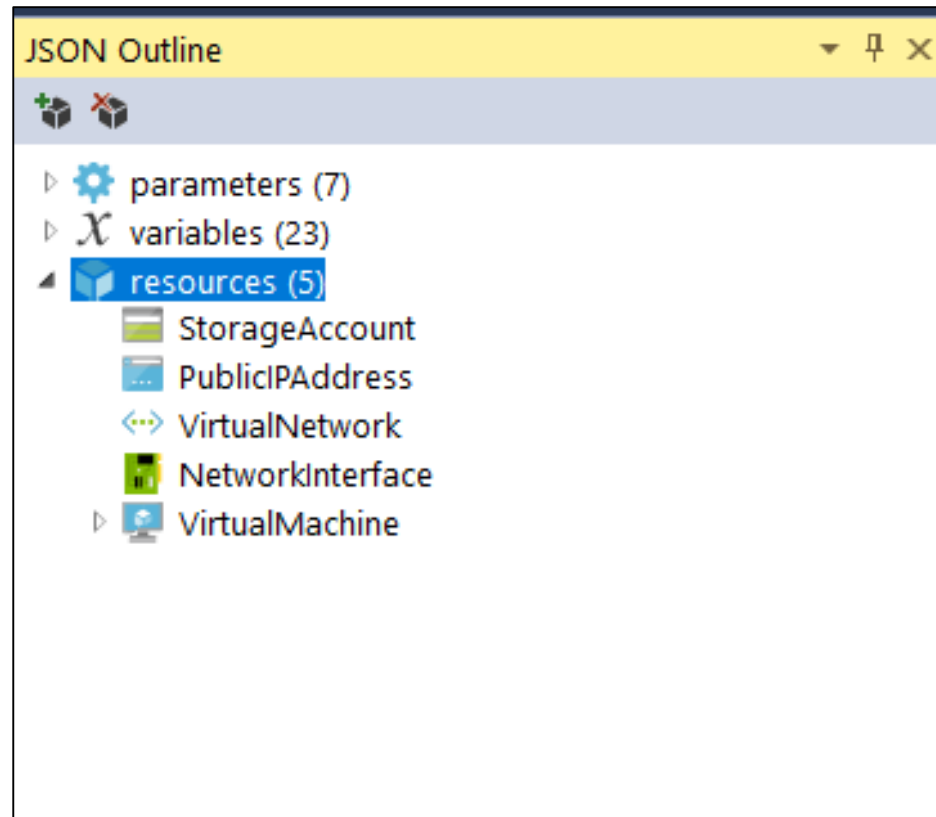 JSON Outline
parameters (7)
variables (23)
resources (5)
StorageAccount
PublicIPAddress
VirtualNetwork
NetworkInterface
VirtualMachine